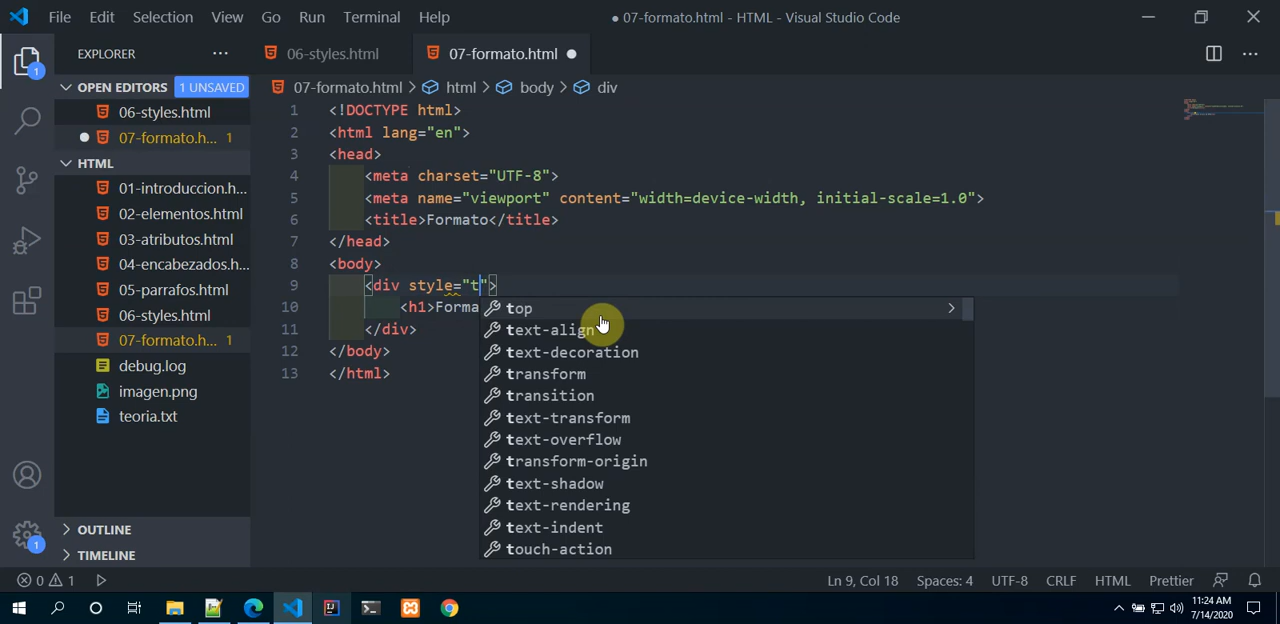 File Edit Selection View Go Run Terminal Help
● 07-formato.html - HTML - Visual Studio Code
EXPLORER ···
06-styles.html
07-formato.html ●
OPEN EDITORS 1 UNSAVED
07-formato.html > html > body > div
06-styles.html
07-formato.h... 1
HTML
01-introduccion.h...
02-elementos.html
03-atributos.html
04-encabezados.h...
05-parrafos.html
06-styles.html
07-formato.h... 1
debug.log
imagen.png
teoria.txt
OUTLINE
TIMELINE
1 <!DOCTYPE html>
2 <html lang="en">
3 <head>
4 <meta charset="UTF-8">
5 <meta name="viewport" content="width=device-width, initial-scale=1.0">
6 <title>Formato</title>
7 </head>
8 <body>
9 <div style="t">
10 <h1>Forma
11 </div>
12 </body>
13 </html>
top
text-align
text-decoration
transform
transition
text-transform
text-overflow
transform-origin
text-shadow
text-rendering
text-indent
touch-action
1
1
0 1
Ln 9, Col 18 Spaces: 4 UTF-8 CRLF HTML Prettier
11:24 AM
7/14/2020